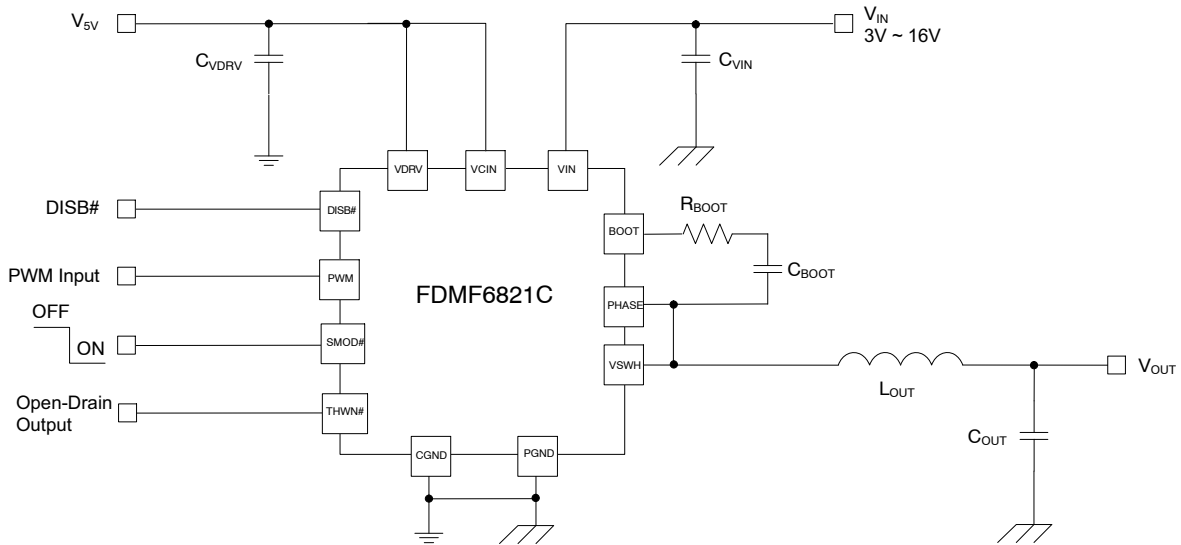 V5V
VIN
3V ~ 16V
CVDRV
CVIN
VDRV
VCIN
VIN
DISB#
DISB#
RBOOT
BOOT
PWM Input
PWM
CBOOT
FDMF6821C
PHASE
OFF
ON
SMOD#
VSWH
VOUT
LOUT
Open-Drain
Output
THWN#
COUT
CGND
PGND